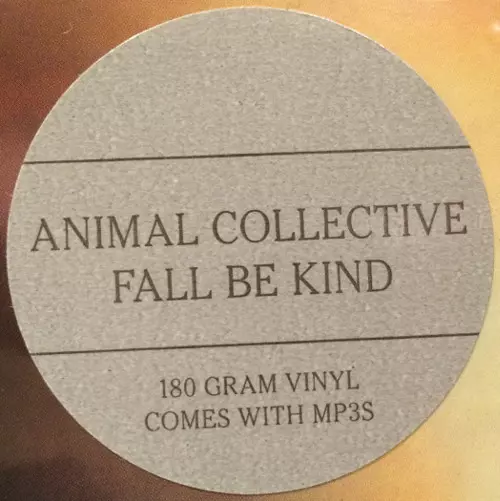 ANIMAL COLLECTIVE
FALL BE KIND
180 GRAM VINYL
COMES WITH MP3S